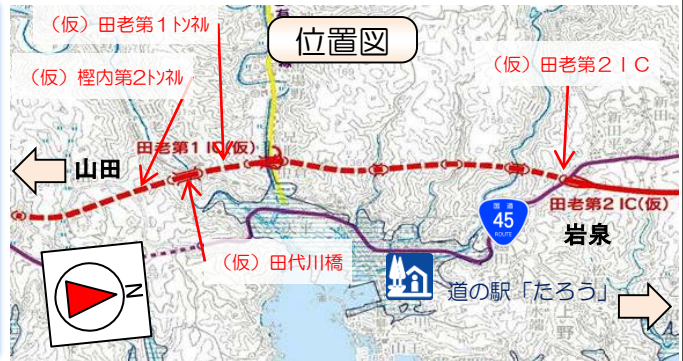 (仮)田老第1トンネル
位置図
(仮)田老第2IC
(仮)樫内第2トンネル
田老第1IC(仮)
山田
田老第2IC(仮)
国道
45
ROUTE
岩泉
(仮)田代川橋
道の駅「たろう」
N